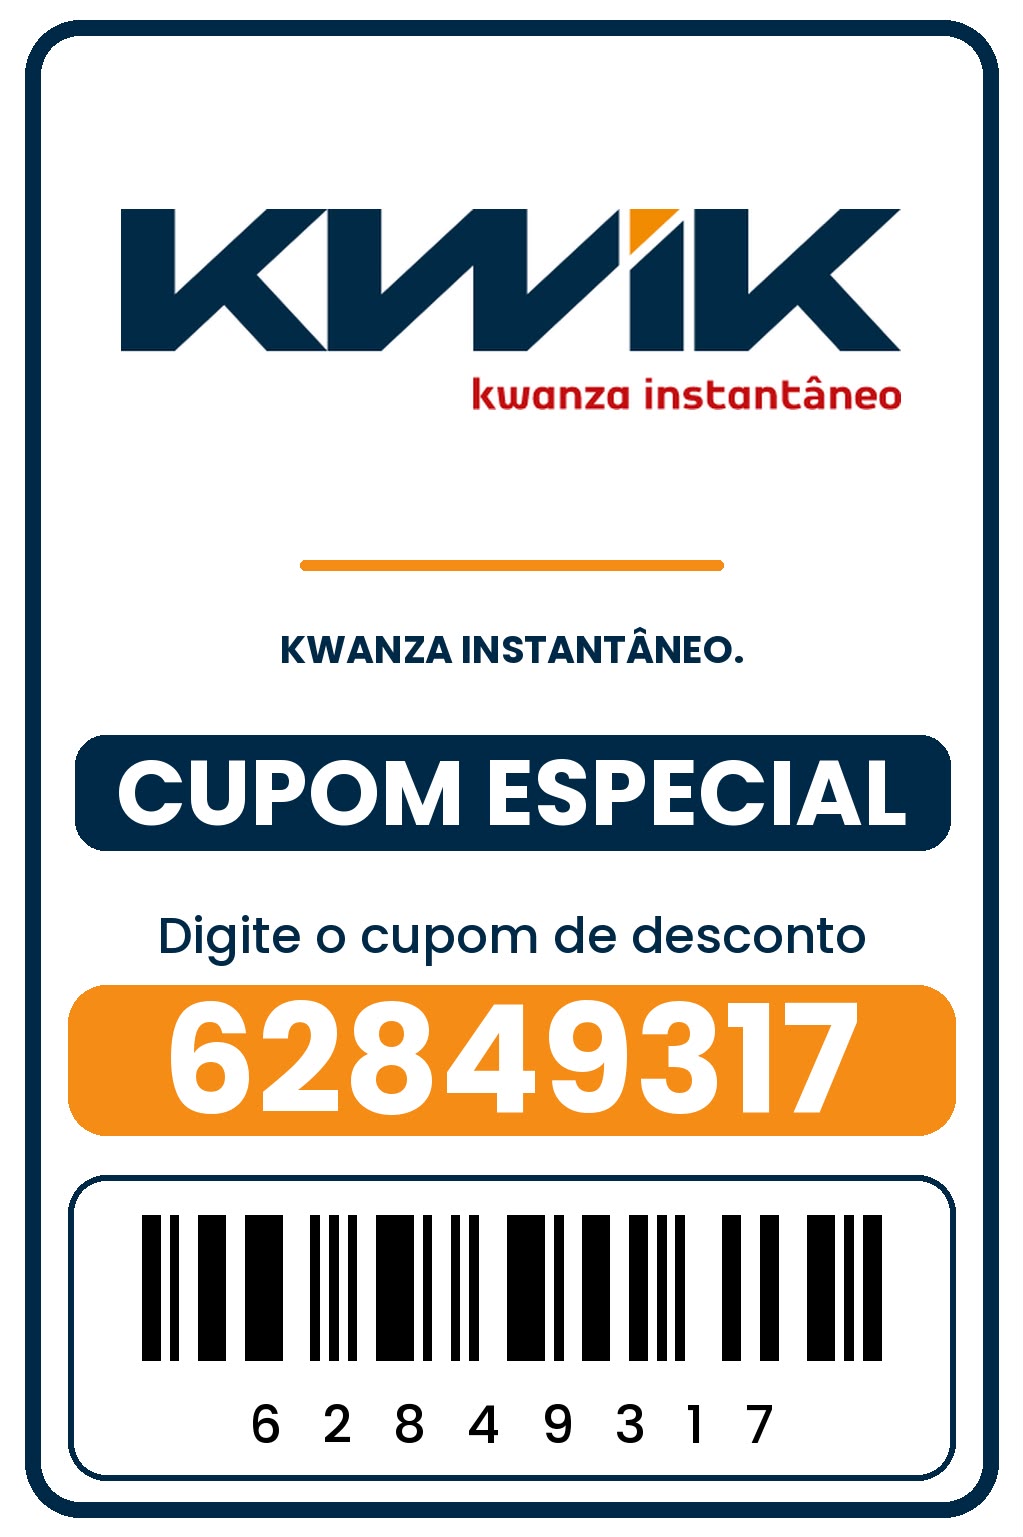 KWiK
kwanza instantâneo
KWANZA INSTANTÂNEO.
CUPOM ESPECIAL
Digite o cupom de desconto
62849317
6 2 8 4 9 3 1 7